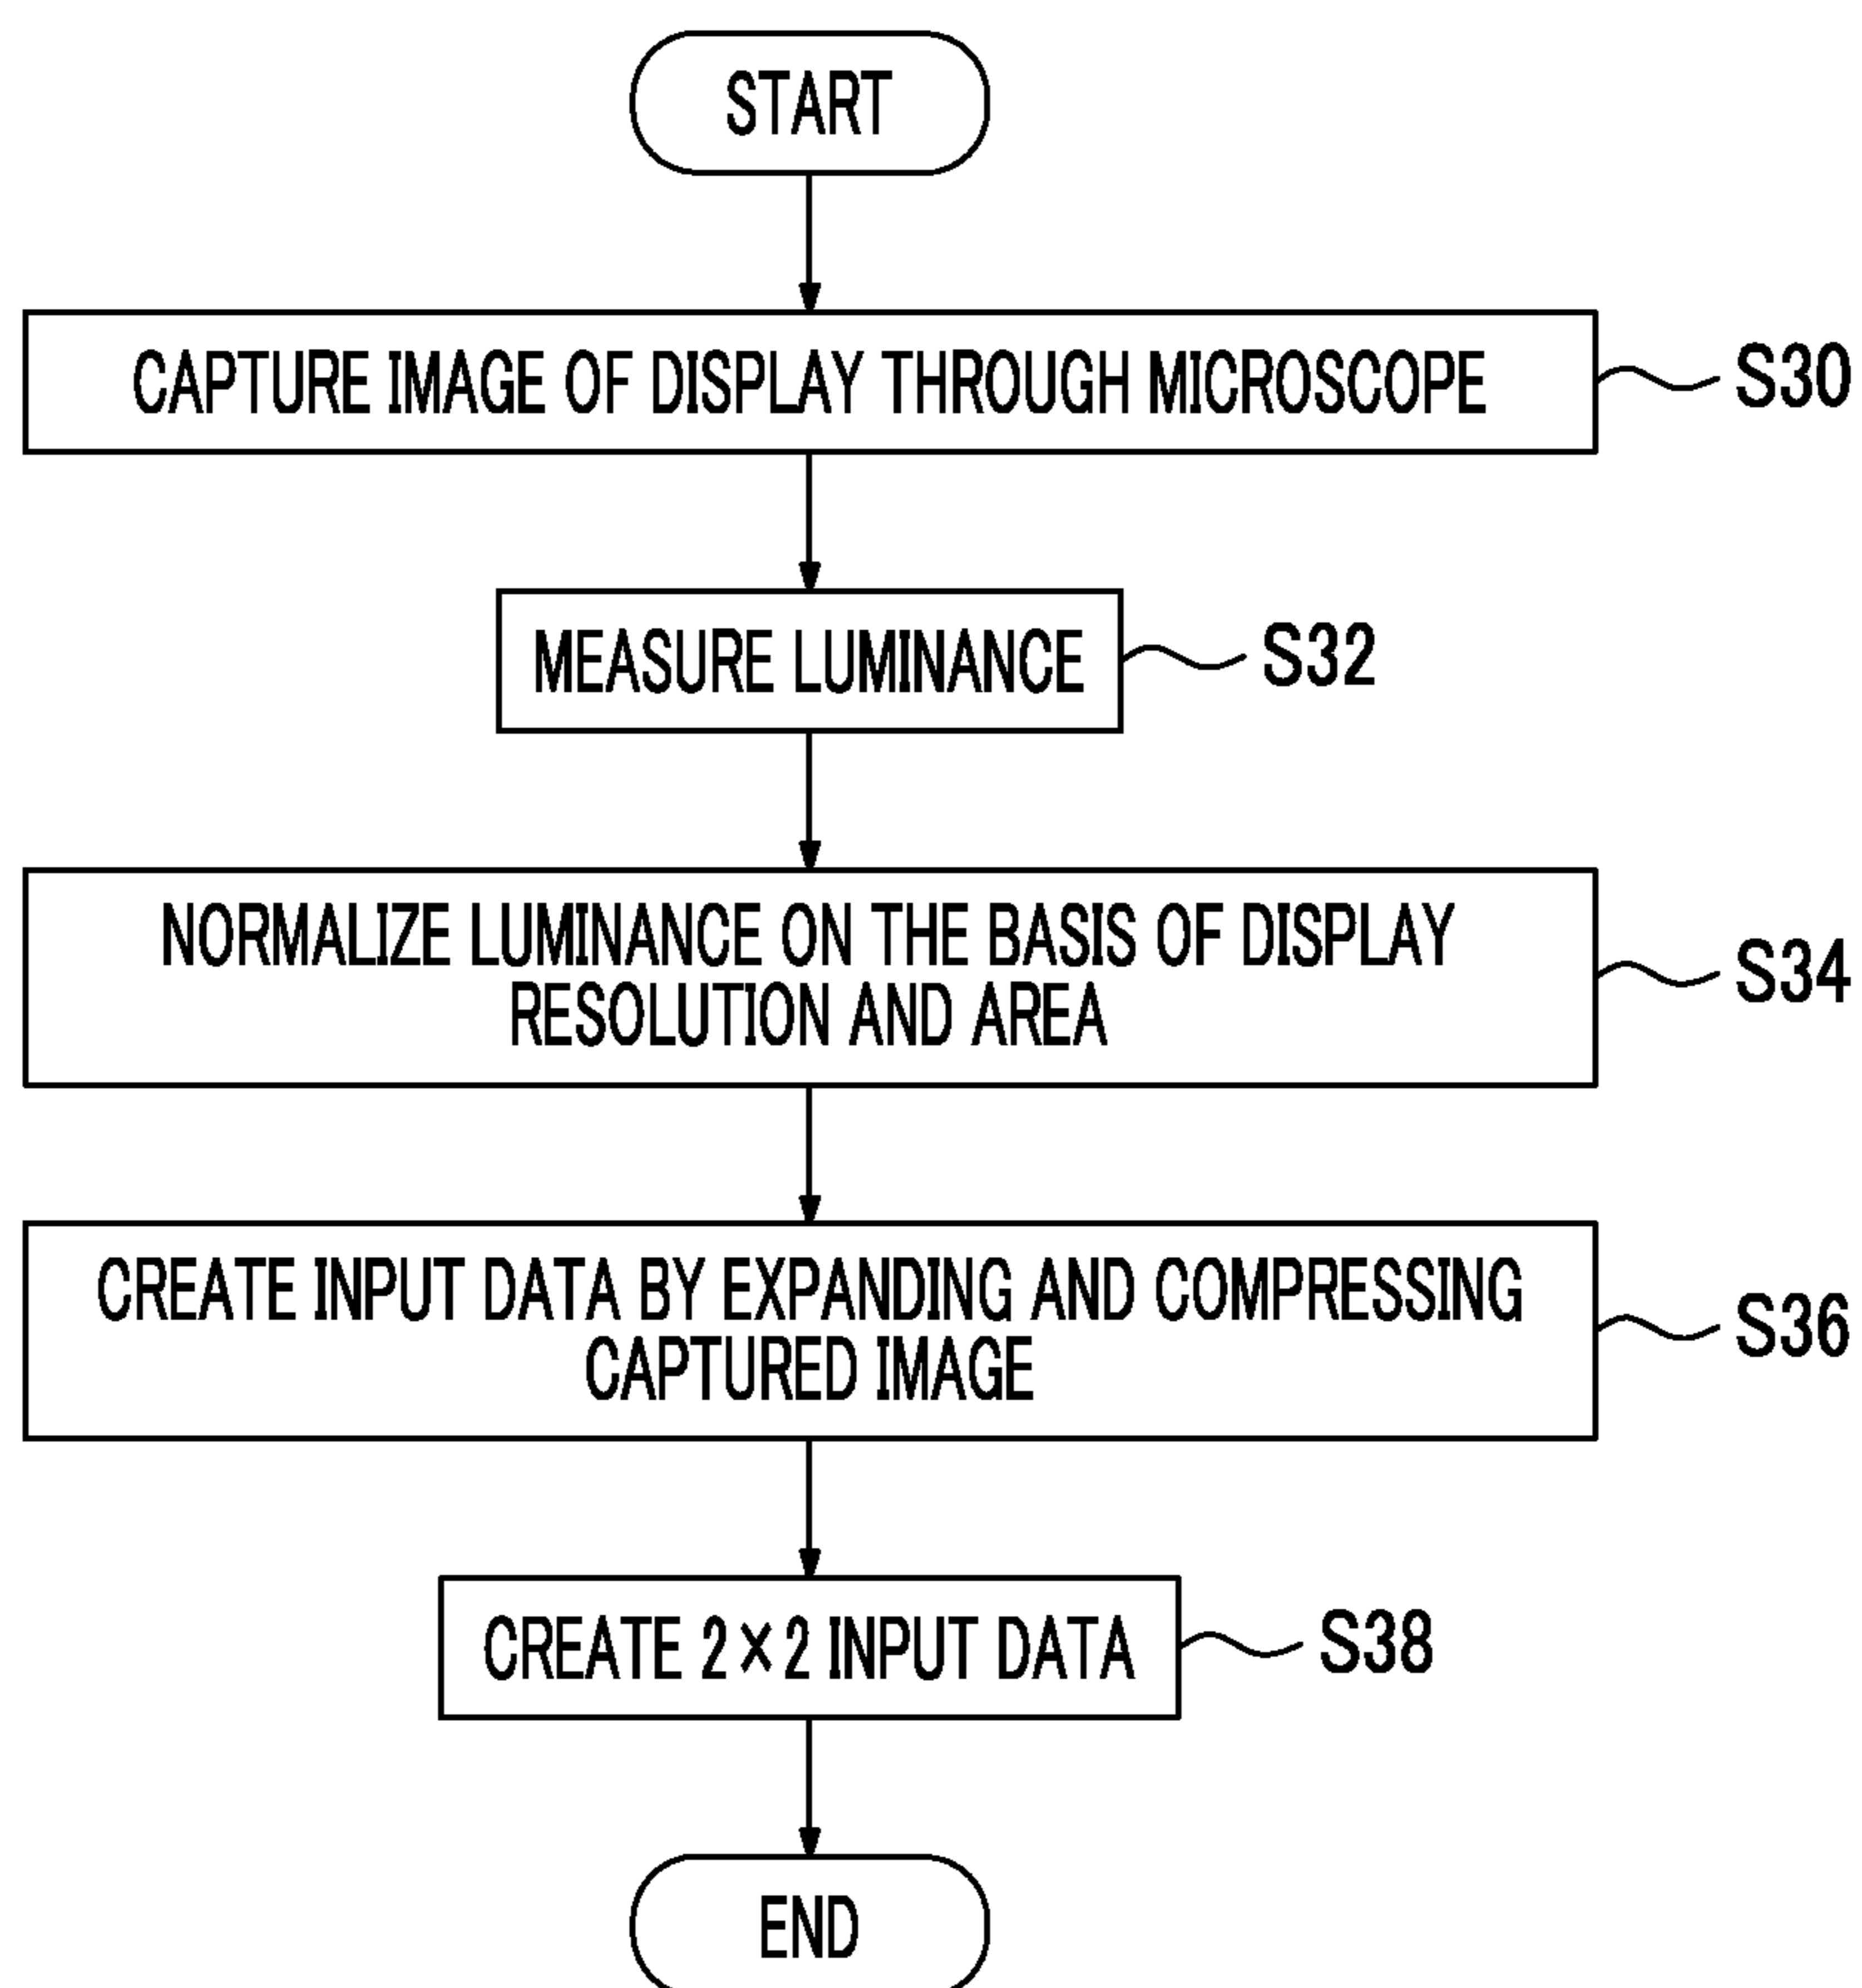 START
CAPTURE IMAGE OF DISPLAY THROUGH MICROSCOPE
S30
MEASURE LUMINANCE
S32
NORMALIZE LUMINANCE ON THE BASIS OF DISPLAY
RESOLUTION AND AREA
S34
CREATE INPUT DATA BY EXPANDING AND COMPRESSING
CAPTURED IMAGE
S36
CREATE 2×2 INPUT DATA
S38
END